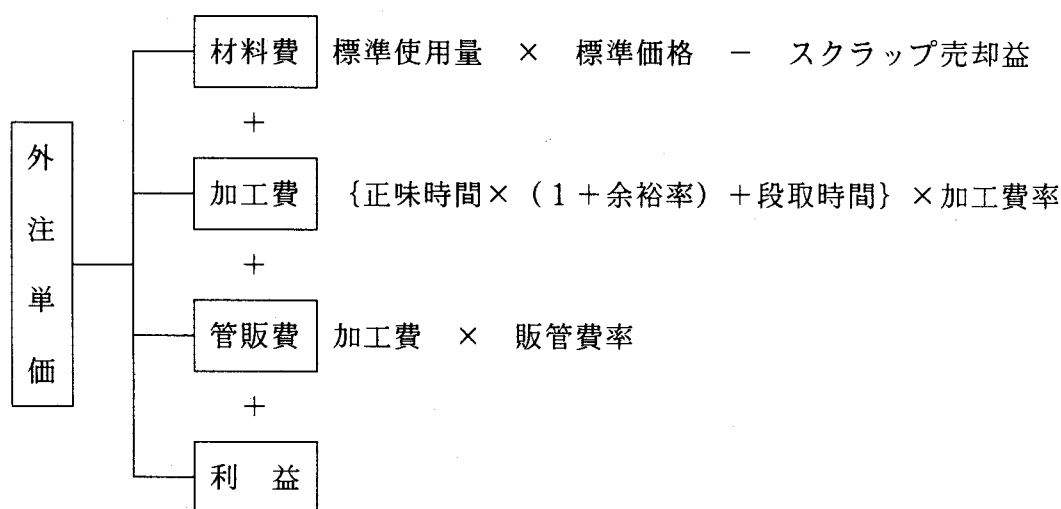 材料費 標準使用量 × 標準価格 － スクラップ売却益
＋
加工費 {正味時間×（1＋余裕率）＋段取時間}×加工費率
＋
管販費 加工費 × 販管費率
＋
利 益
外注単価